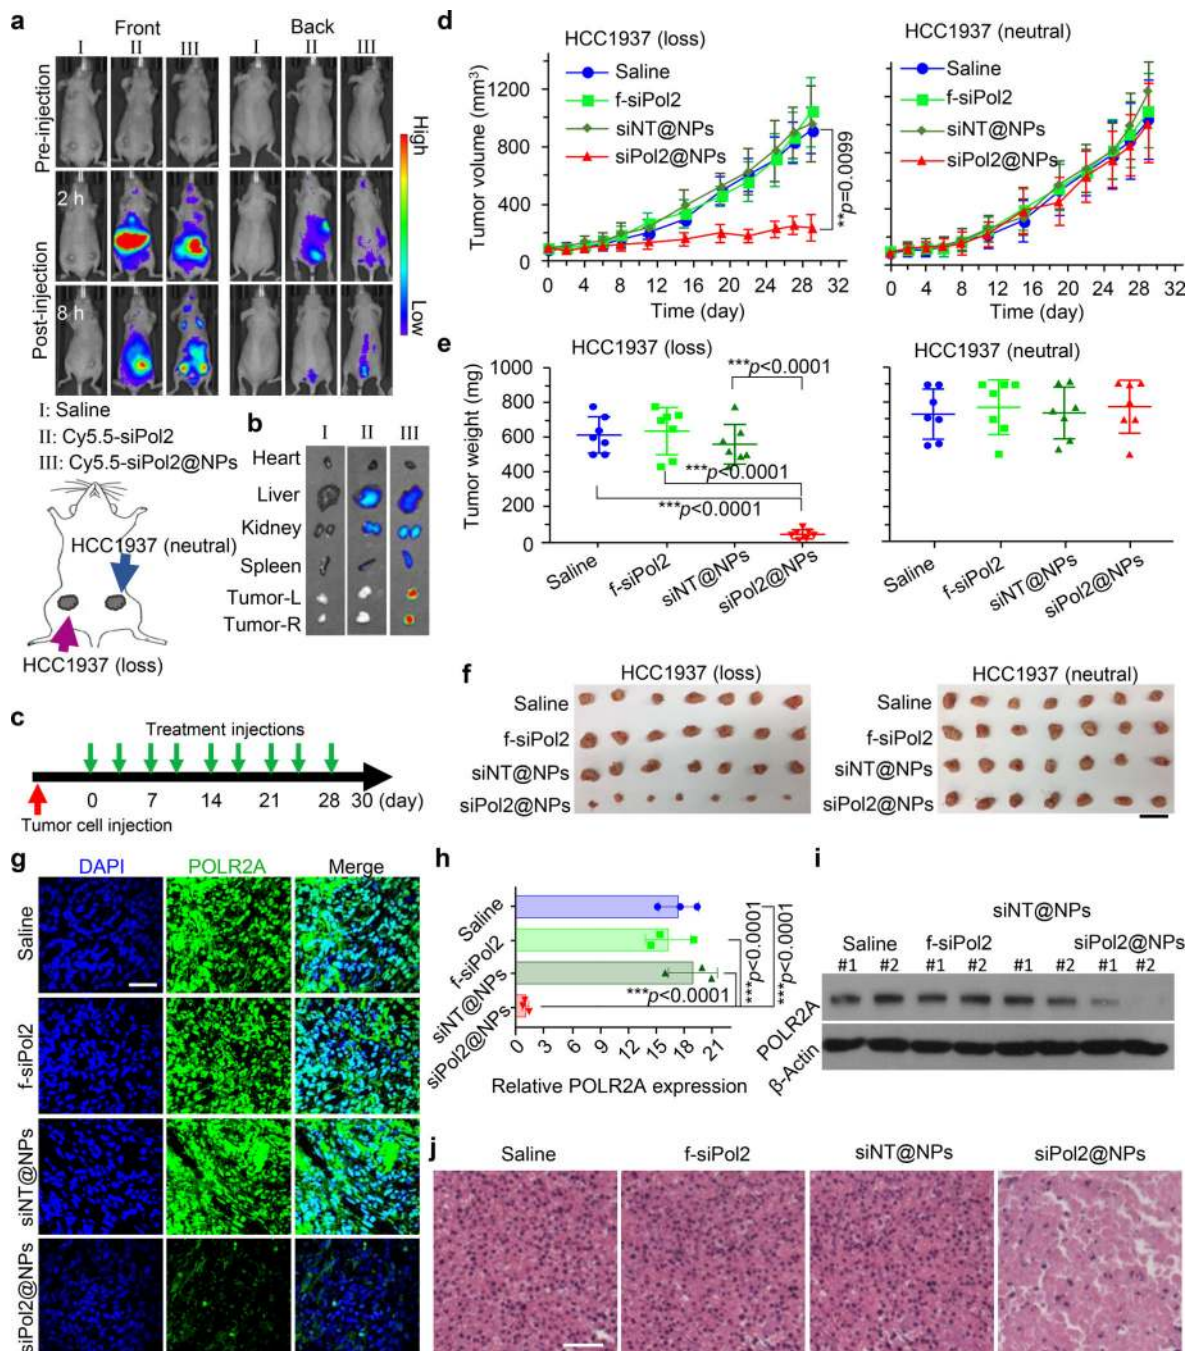 a
Front
Back
I II III I II III
Pre-injection
2 h
Post-injection
8 h
High
Low
I: Saline
II: Cy5.5-siPol2
III: Cy5.5-siPol2@NPs
HCC1937 (neutral)
HCC1937 (loss)
b
I II III
Heart
Liver
Kidney
Spleen
Tumor-L
Tumor-R
c
Treatment injections
0 7 14 21 28 30 (day)
Tumor cell injection
d
HCC1937 (loss)
Saline
f-siPol2
siNT@NPs
siPol2@NPs
Tumor volume (mm3)
1200
800
400
0
0 4 8 12 16 20 24 28 32
Time (day)
**p=0.0099
HCC1937 (neutral)
Saline
f-siPol2
siNT@NPs
siPol2@NPs
0 4 8 12 16 20 24 28 32
Time (day)
e
HCC1937 (loss)
Tumor weight (mg)
1000
800
600
400
200
0
***p<0.0001
***p<0.0001
***p<0.0001
Saline
f-siPol2
siNT@NPs
siPol2@NPs
HCC1937 (neutral)
Saline
f-siPol2
siNT@NPs
siPol2@NPs
f
HCC1937 (loss)
Saline
f-siPol2
siNT@NPs
siPol2@NPs
HCC1937 (neutral)
Saline
f-siPol2
siNT@NPs
siPol2@NPs
g
DAPI POLR2A Merge
Saline
f-siPol2
siNT@NPs
siPol2@NPs
h
Saline
f-siPol2
siNT@NPs
siPol2@NPs
***p<0.0001
***p<0.0001
***p<0.0001
0 3 6 9 12 15 18 21
Relative POLR2A expression
i
siNT@NPs
Saline f-siPol2 siPol2@NPs
#1 #2 #1 #2 #1 #2 #1 #2
POLR2A
β-Actin
j
Saline f-siPol2 siNT@NPs siPol2@NPs